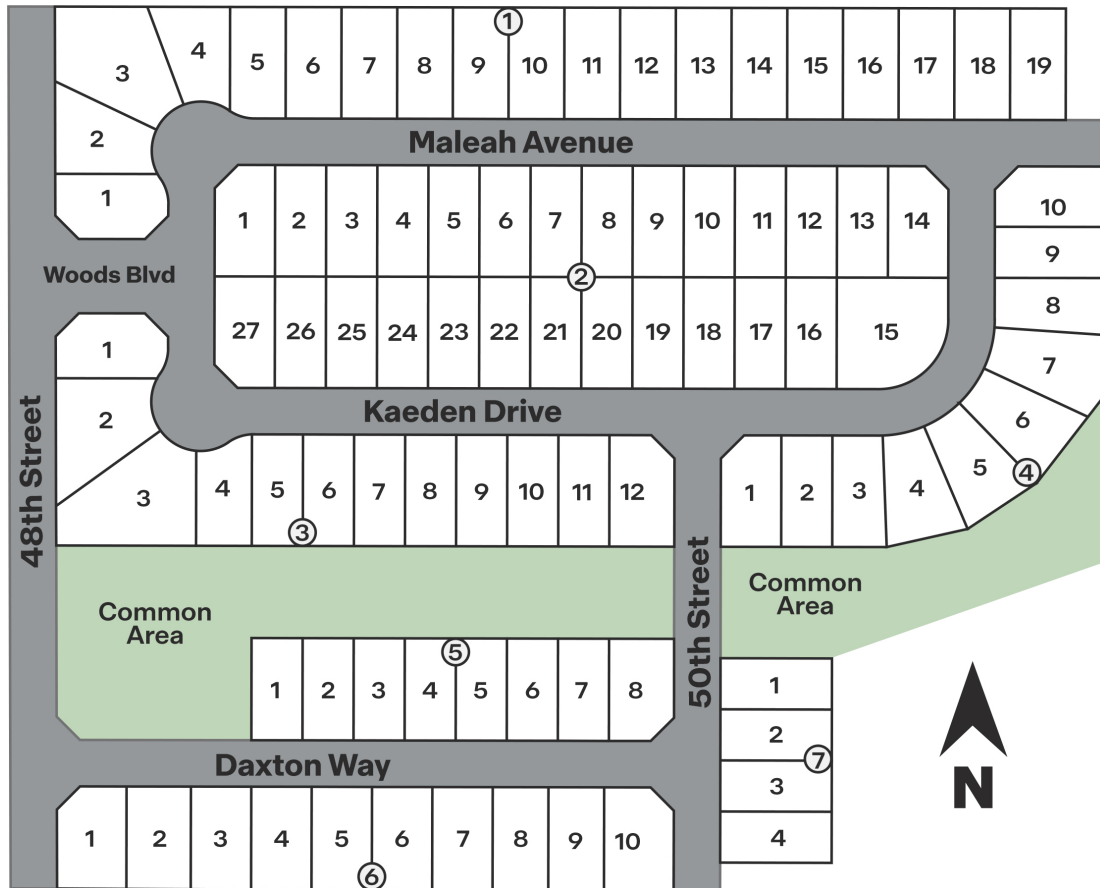 1
3 4 5 6 7 8 9 10 11 12 13 14 15 16 17 18 19
2
1
Maleah Avenue
1 2 3 4 5 6 7 8 9 10 11 12 13 14
10
9
8
7
6
5
4
Woods Blvd
2
27 26 25 24 23 22 21 20 19 18 17 16 15
1
2
3
Kaeden Drive
48th Street
4 5 6 7 8 9 10 11 12
3
1 2 3 4
4
50th Street
Common
Area
Common
Area
5
1 2 3 4 5 6 7 8
1
2
7
3
4
Daxton Way
1 2 3 4 5 6 7 8 9 10
6
N